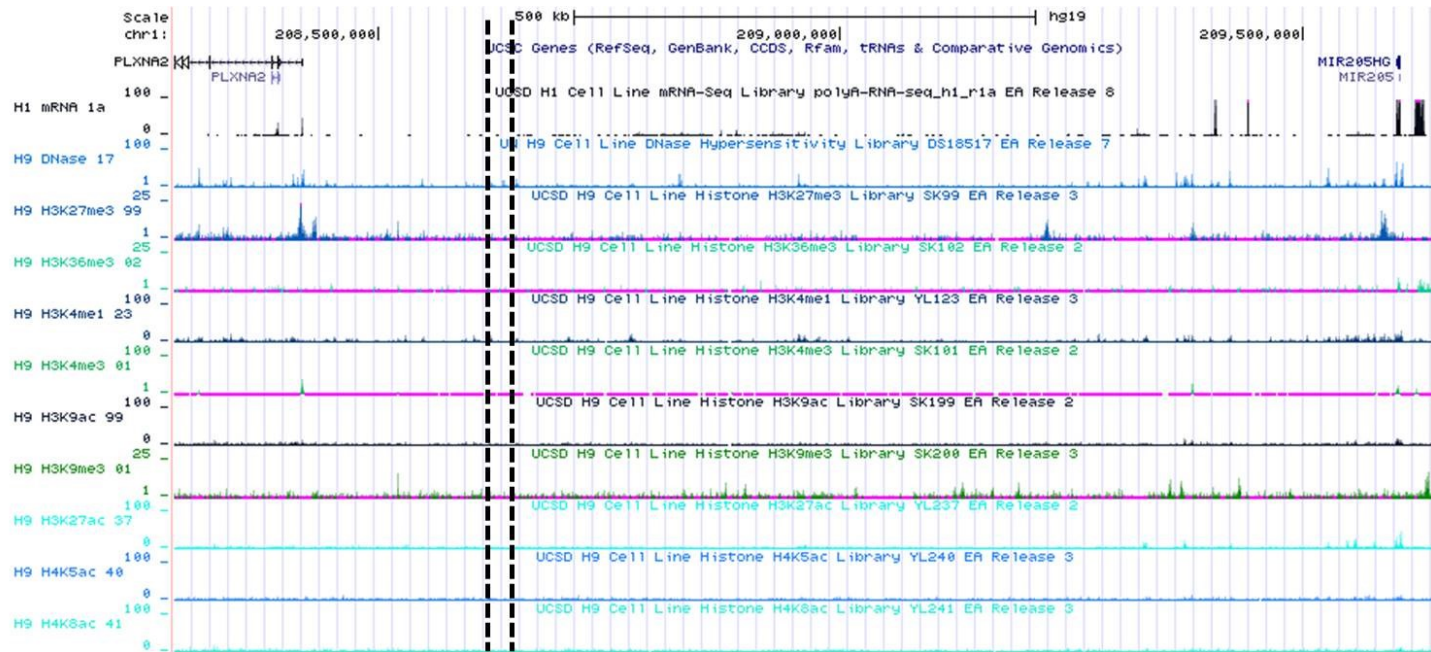 Scale 500 kb hg19
chr1: 208,500,000 209,000,000 209,500,000
UCSC Genes (RefSeq, GenBank, CCDS, Rfam, tRNAs & Comparative Genomics)
PLXNA2 MIR205HG
PLXNA2 MIR205
100 _ UCSD H1 Cell Line mRNA-Seq Library polyA-RNA-seq_h1_r1a EA Release 8
H1 mRNA 1a
0 _
100 _ UW H9 Cell Line DNase Hypersensitivity Library DS18517 EA Release 7
H9 DNase 17
1 _
25 _ UCSD H9 Cell Line Histone H3K27me3 Library SK99 EA Release 3
H9 H3K27me3 99
1 _
25 _ UCSD H9 Cell Line Histone H3K36me3 Library SK102 EA Release 2
H9 H3K36me3 02
1 _
100 _ UCSD H9 Cell Line Histone H3K4me1 Library YL123 EA Release 3
H9 H3K4me1 23
0 _
100 _ UCSD H9 Cell Line Histone H3K4me3 Library SK101 EA Release 2
H9 H3K4me3 01
1 _
100 _ UCSD H9 Cell Line Histone H3K9ac Library SK199 EA Release 2
H9 H3K9ac 99
0 _
25 _ UCSD H9 Cell Line Histone H3K9me3 Library SK200 EA Release 3
H9 H3K9me3 01
1 _
100 _ UCSD H9 Cell Line Histone H3K27ac Library YL237 EA Release 2
H9 H3K27ac 37
0 _
100 _ UCSD H9 Cell Line Histone H4K5ac Library YL240 EA Release 3
H9 H4K5ac 40
0 _
100 _ UCSD H9 Cell Line Histone H4K8ac Library YL241 EA Release 3
H9 H4K8ac 41
0 _